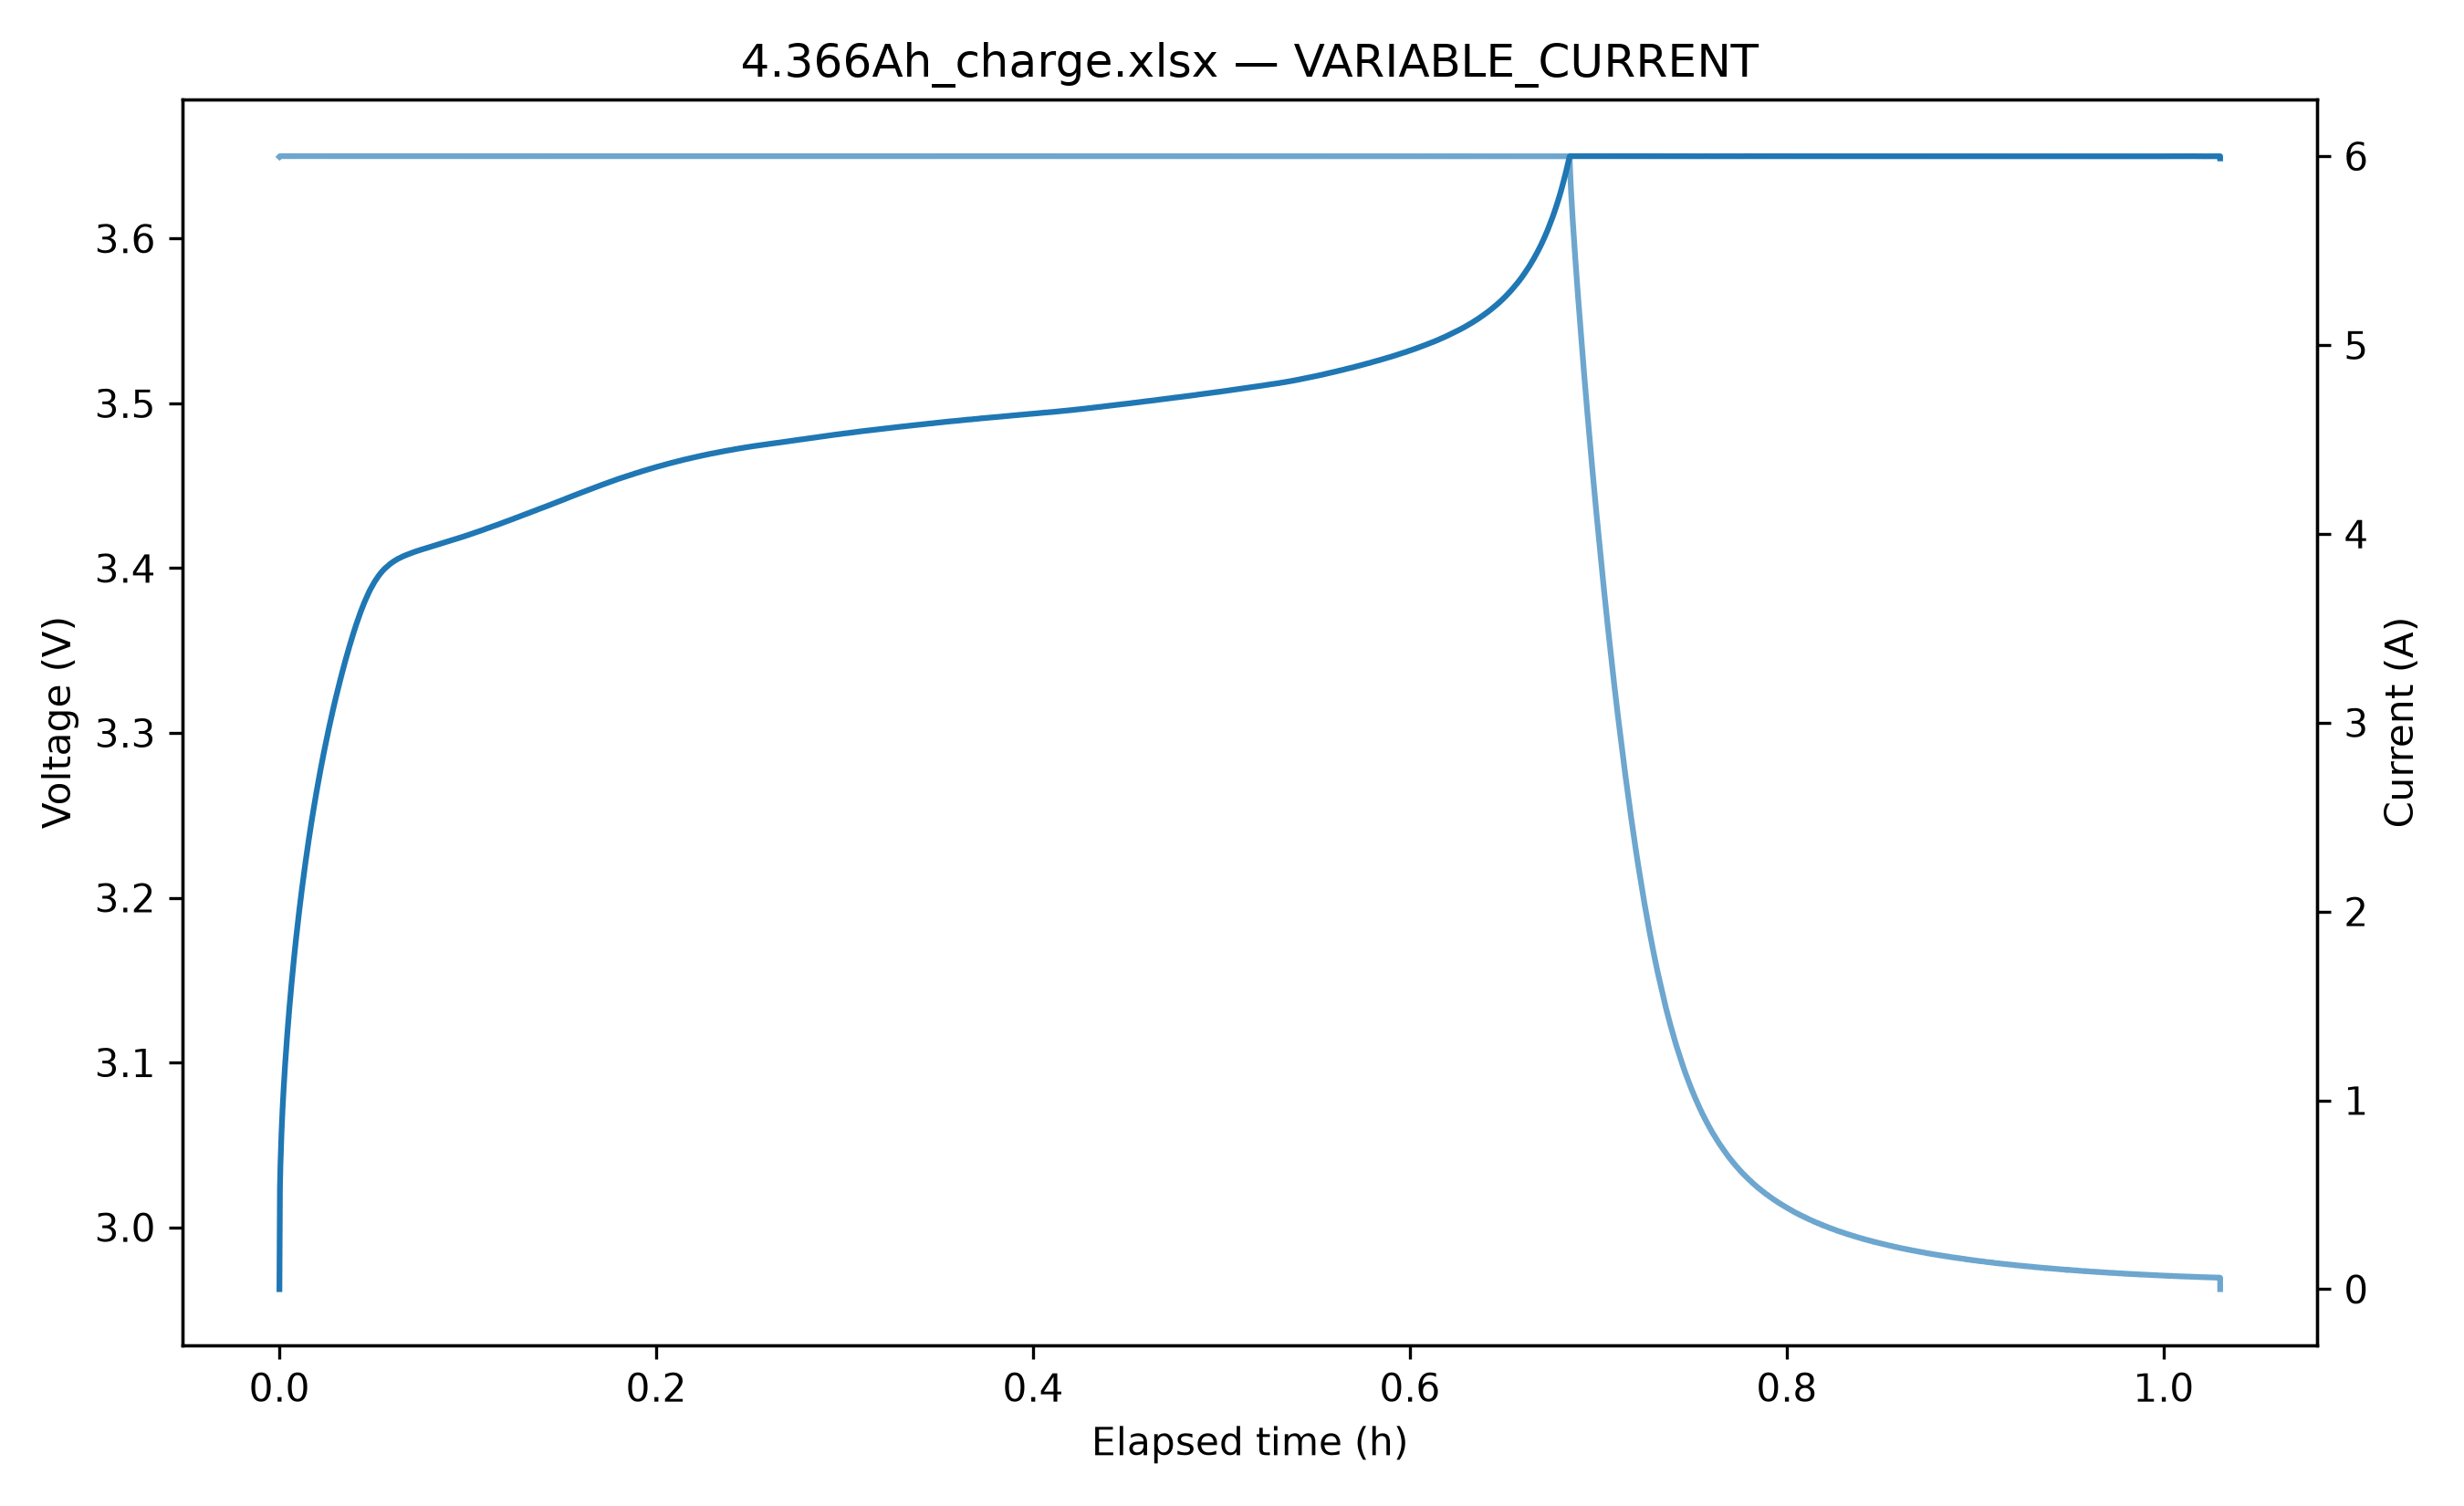 4.366Ah_charge.xlsx — VARIABLE_CURRENT
Voltage (V)
3.6
3.5
3.4
3.3
3.2
3.1
3.0
6
5
4
3
2
1
0
Current (A)
0.0 0.2 0.4 0.6 0.8 1.0
Elapsed time (h)